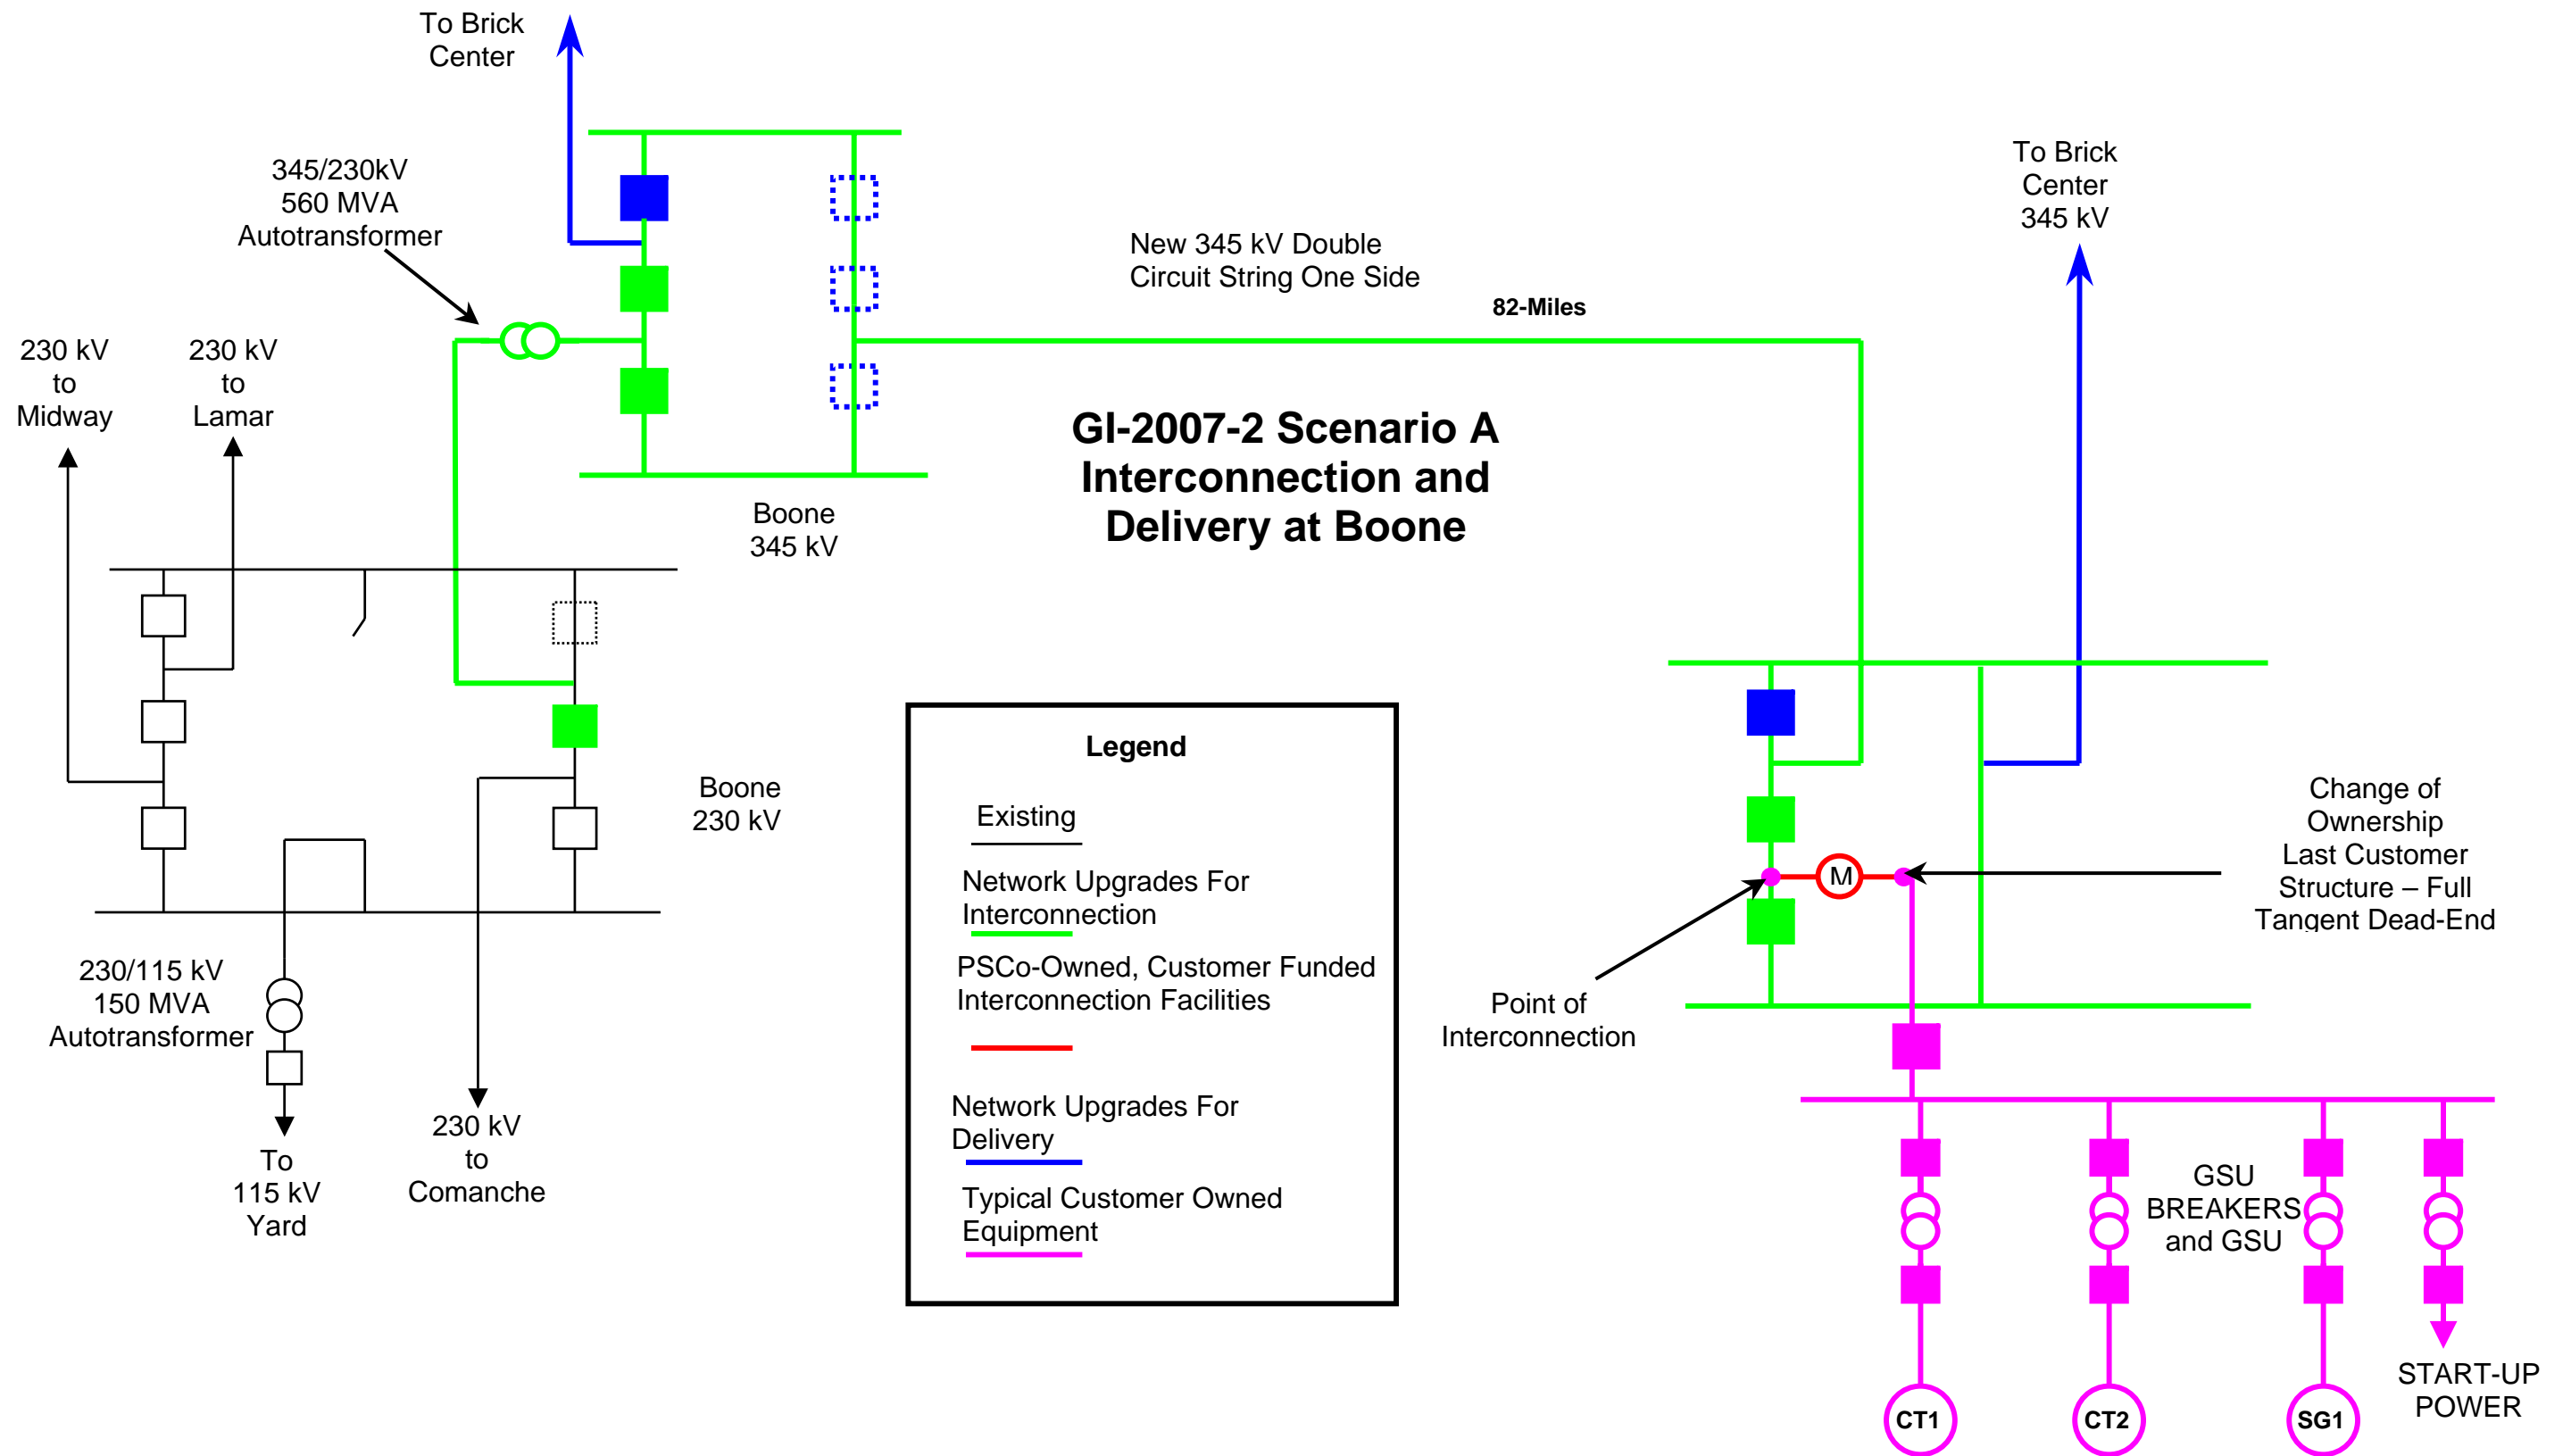 To Brick
Center
345/230kV
560 MVA
Autotransformer
To Brick
Center
345 kV
New 345 kV Double
Circuit String One Side
82-Miles
230 kV
to
Midway
230 kV
to
Lamar
GI-2007-2 Scenario A
Interconnection and
Delivery at Boone
Boone
345 kV
Boone
230 kV
Legend
Existing
Network Upgrades For
Interconnection
PSCo-Owned, Customer Funded
Interconnection Facilities
Network Upgrades For
Delivery
Typical Customer Owned
Equipment
Change of
Ownership
Last Customer
Structure – Full
Tangent Dead-End
M
Point of
Interconnection
230/115 kV
150 MVA
Autotransformer
To
115 kV
Yard
230 kV
to
Comanche
GSU
BREAKERS
and GSU
START-UP
POWER
CT1
CT2
SG1